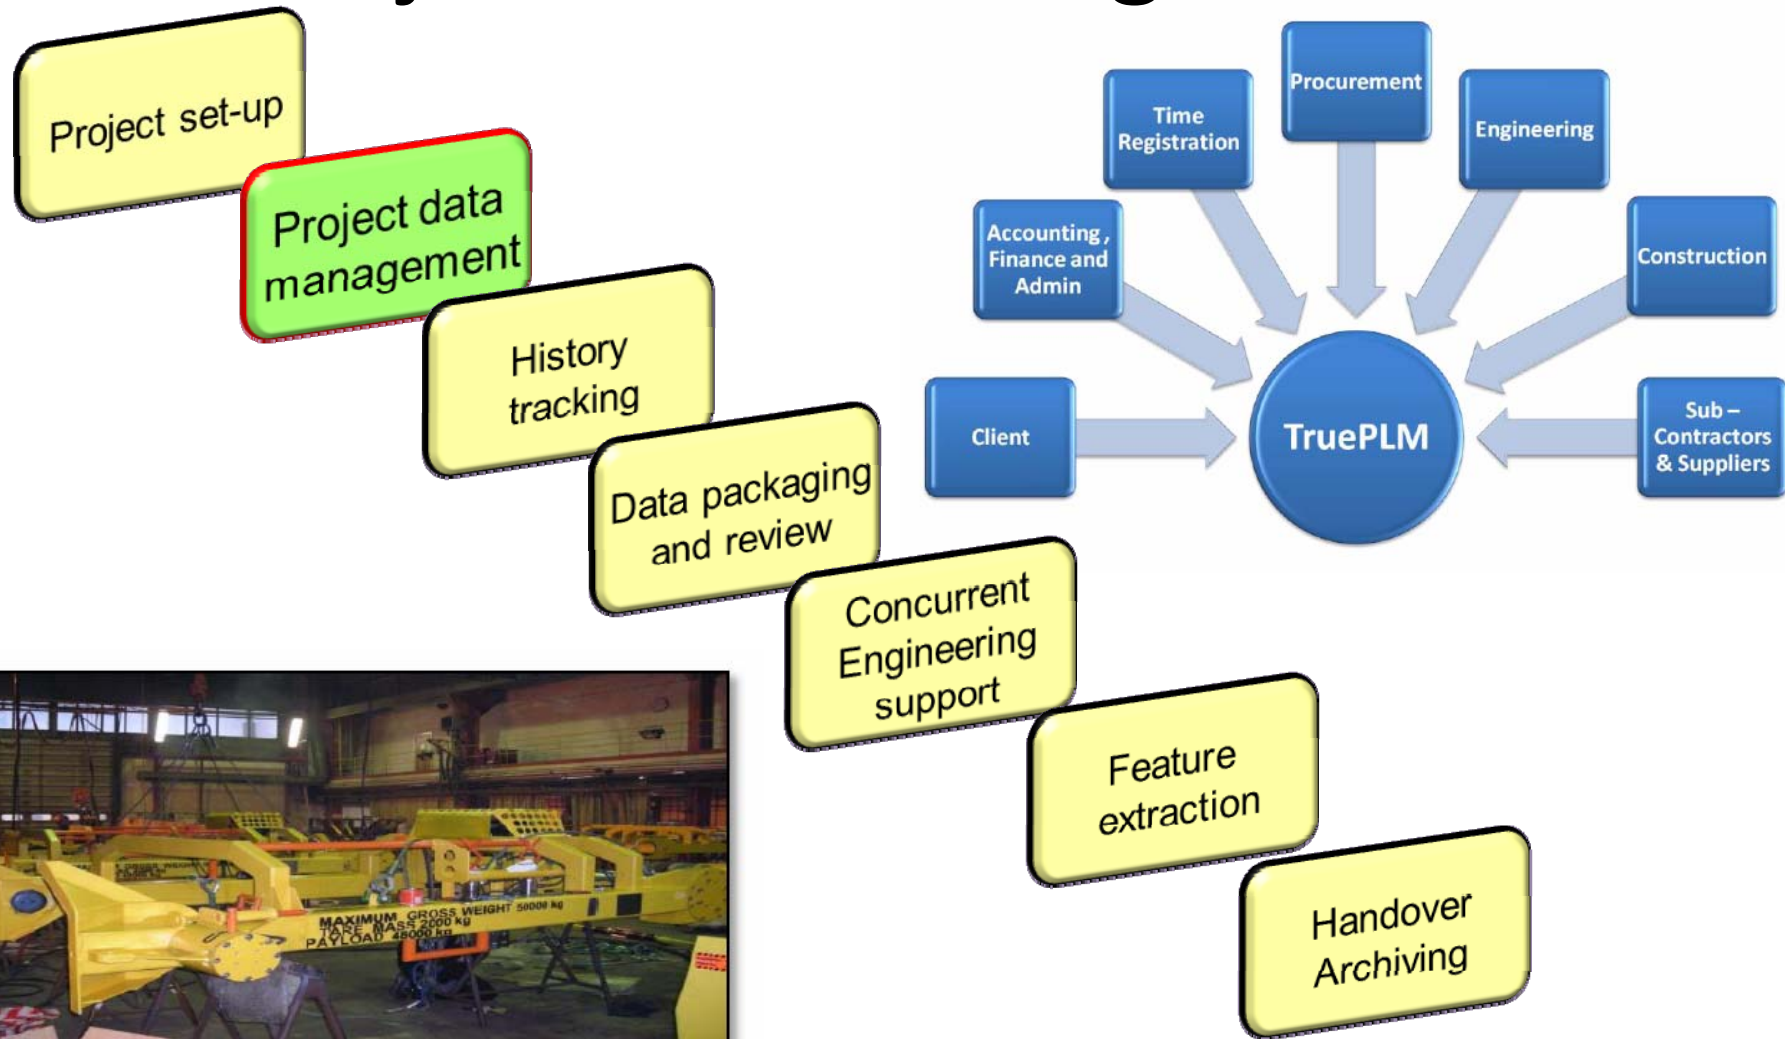 Project set-up
Project data
management
History
tracking
Data packaging
and review
Concurrent
Engineering
support
Feature
extraction
Handover
Archiving
Procurement
Time
Registration
Engineering
Accounting,
Finance and
Admin
Construction
Client
TruePLM
Sub –
Contractors
& Suppliers
MAXIMUM GROSS WEIGHT 50000 kg
TARE MASS 2000 kg
PAYLOAD 48000 kg